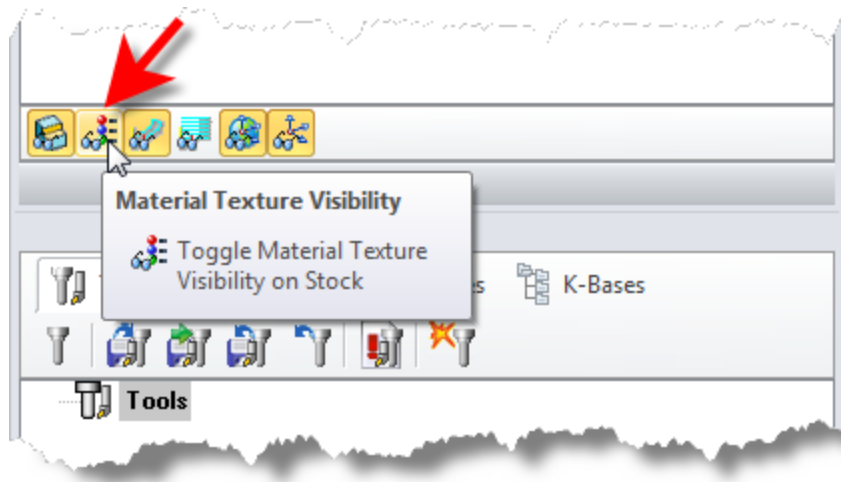 Material Texture Visibility
Toggle Material Texture
Visibility on Stock
K-Bases
Tools